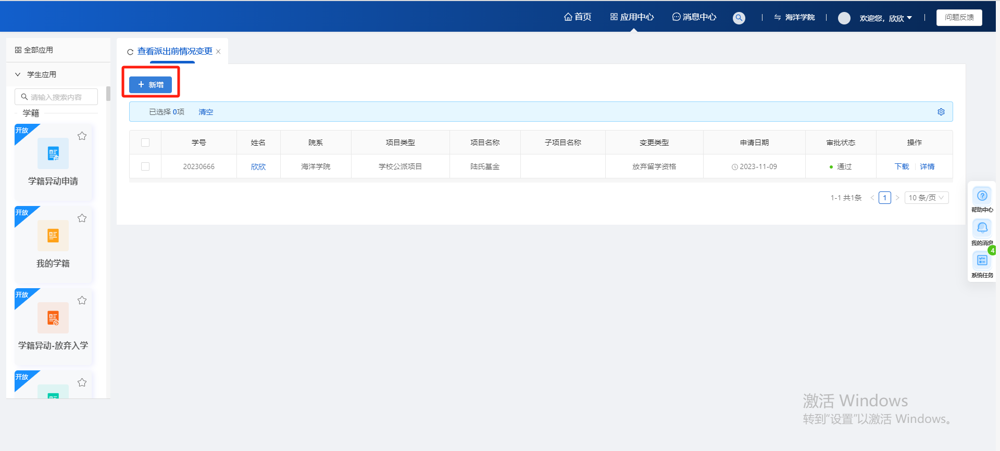 首页 应用中心 消息中心 海洋学院 欢迎您，欣欣 问题反馈
全部应用
学生应用
请输入搜索内容
学籍
开放
学籍异动申请
开放
我的学籍
开放
学籍异动-放弃入学
开放
查看派出前情况变更
新增
已选择 0项 清空
学号 姓名 院系 项目类型 项目名称 子项目名称 变更类型 申请日期 审批状态 操作
20230666 欣欣 海洋学院 学校公派项目 陆氏基金 放弃留学资格 2023-11-09 通过 下载 详情
1-1 共1条 1 10 条/页
帮助中心
我的消息
4
系统任务
激活 Windows
转到“设置”以激活 Windows。